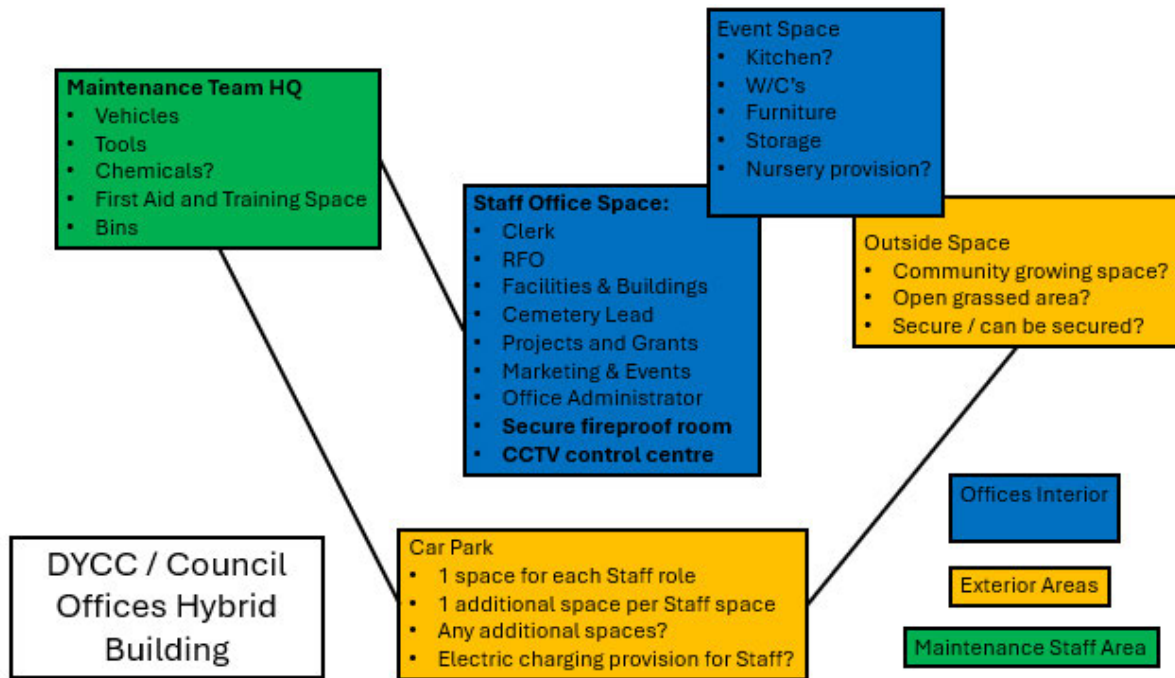 Event Space
• Kitchen?
• W/C's
• Furniture
• Storage
• Nursery provision?
Maintenance Team HQ
• Vehicles
• Tools
• Chemicals?
• First Aid and Training Space
• Bins
Staff Office Space:
• Clerk
• RFO
• Facilities & Buildings
• Cemetery Lead
• Projects and Grants
• Marketing & Events
• Office Administrator
• Secure fireproof room
• CCTV control centre
Outside Space
• Community growing space?
• Open grassed area?
• Secure / can be secured?
Car Park
• 1 space for each Staff role
• 1 additional space per Staff space
• Any additional spaces?
• Electric charging provision for Staff?
DYCC / Council
Offices Hybrid
Building
Offices Interior
Exterior Areas
Maintenance Staff Area